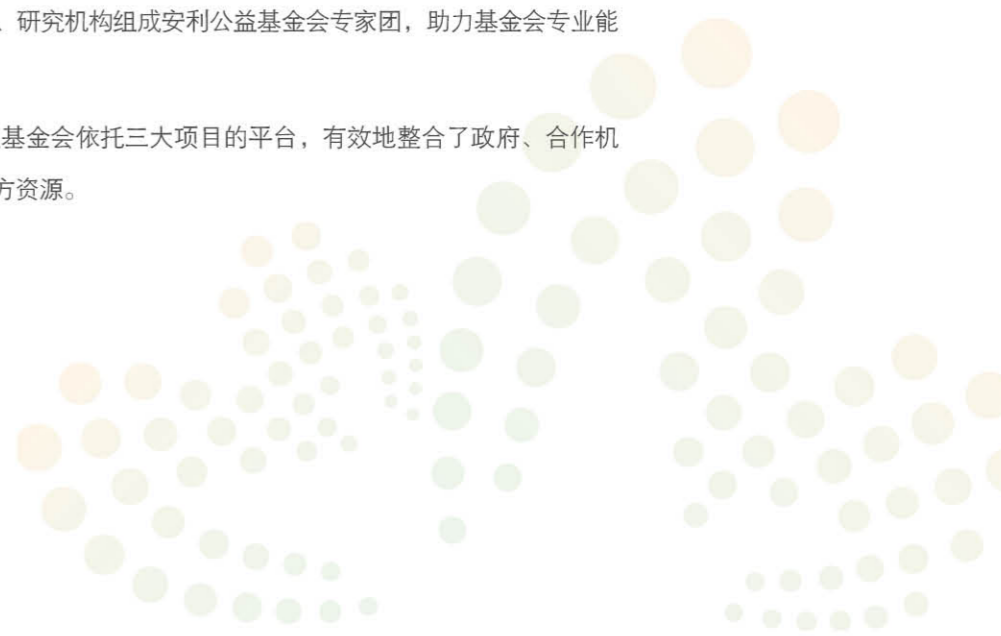 、研究机构组成安利公益基金会专家团，助力基金会专业能
基金会依托三大项目的平台，有效地整合了政府、合作机
方资源。